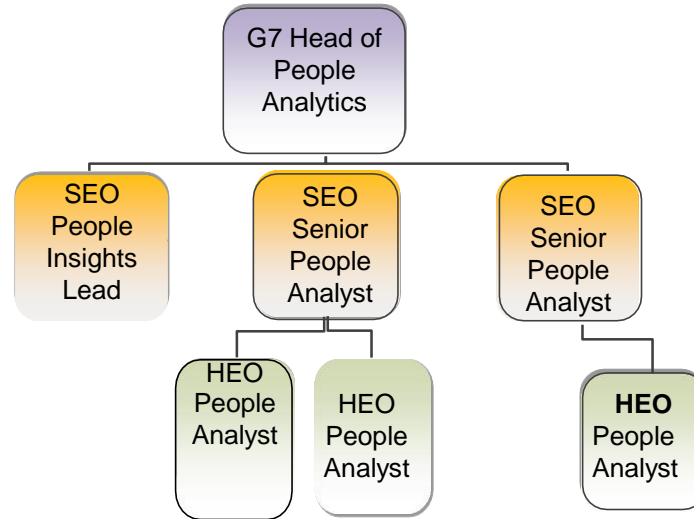 G7 Head of
People
Analytics
SEO
People
Insights
Lead
SEO
Senior
People
Analyst
SEO
Senior
People
Analyst
HEO
People
Analyst
HEO
People
Analyst
HEO
People
Analyst